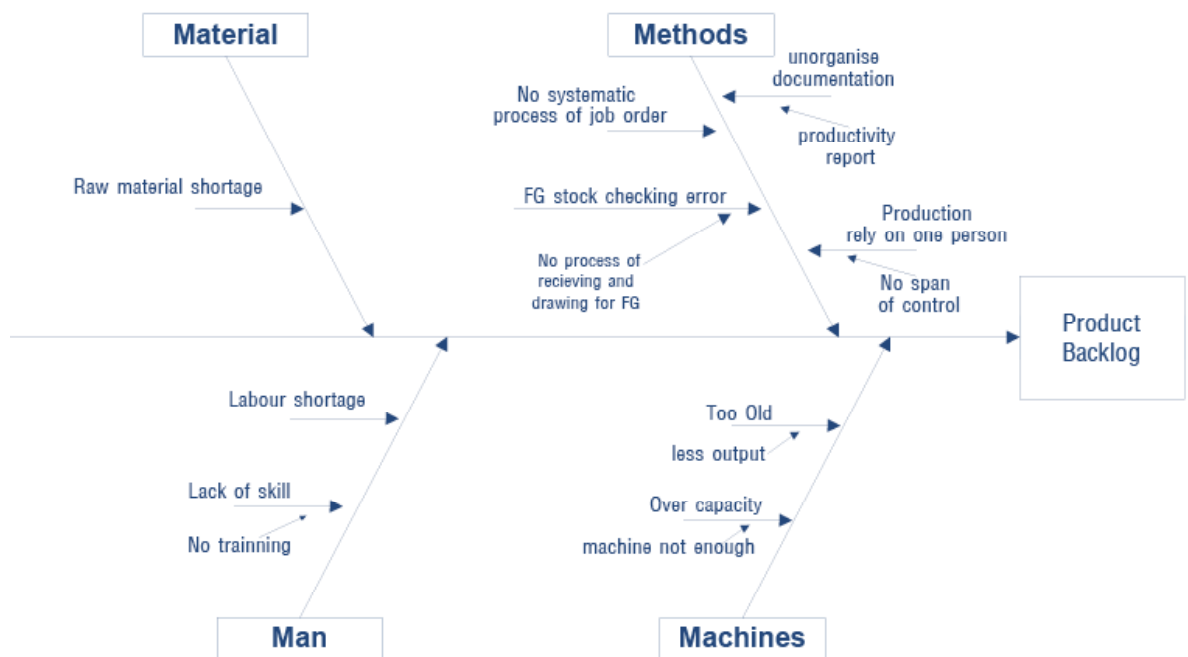 Material
Methods
unorganise
documentation
No systematic
process of job order
productivity
report
Raw material shortage
FG stock checking error
Production
rely on one person
No process of
recieving and
drawing for FG
No span
of control
Product
Backlog
Labour shortage
Too Old
less output
Lack of skill
Over capacity
No trainning
machine not enough
Man
Machines